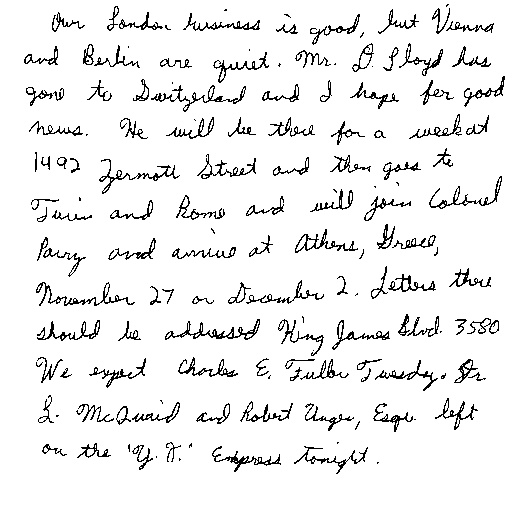 Our London business is good, but Vienna
and Berlin are quiet. Mr. D. Lloyd has
gone to Switzerland and I hope for good
news. He will be there for a week at
1492 Zermott Street and then goes to
Turin and Rome and will join Colonel
Parry and arrive at Athens, Greece,
November 27 or December 2. Letters there
should be addressed King James Blvd. 3580
We expect Charles E. Fuller Tuesday. Dr.
L. McQuaid and Robert Unger, Esq. left
on the "Y.T." Express tonight.